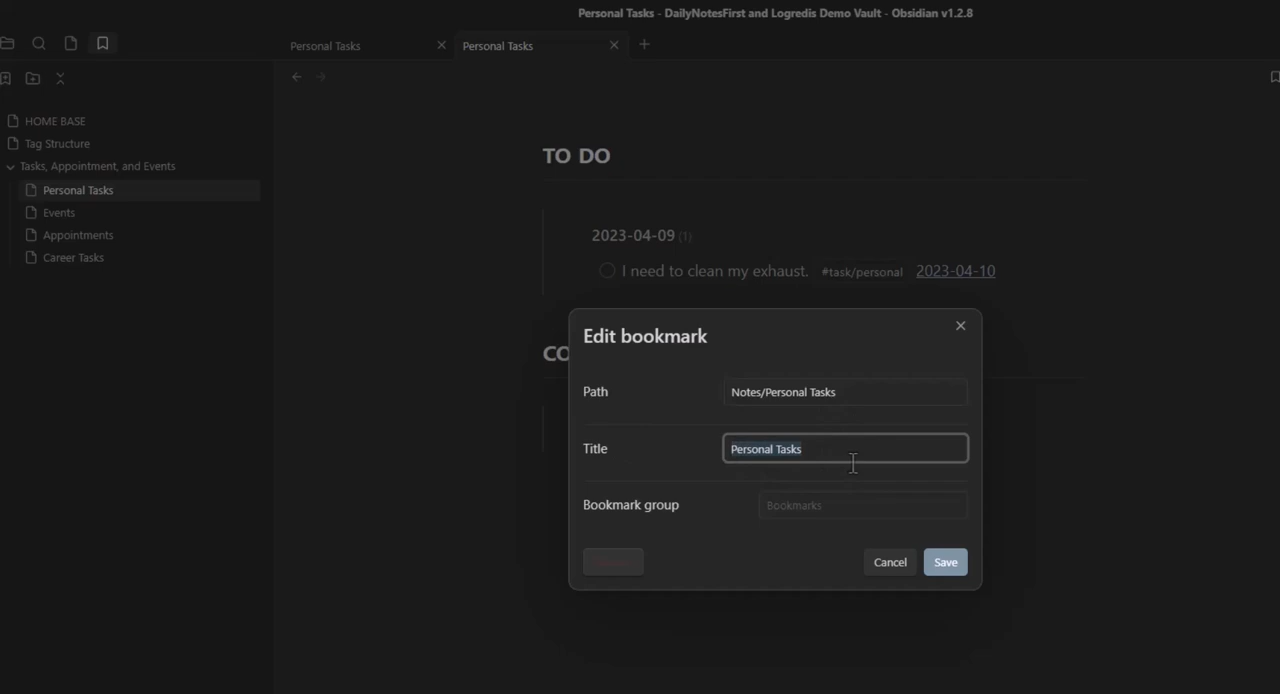 Personal Tasks - DailyNotesFirst and Logredis Demo Vault - Obsidian v1.2.8
Personal Tasks
Personal Tasks
HOME BASE
Tag Structure
Tasks, Appointment, and Events
Personal Tasks
Events
Appointments
Career Tasks
TO DO
2023-04-09 (1)
I need to clean my exhaust. #task/personal 2023-04-10
CO
Edit bookmark
Path Notes/Personal Tasks
Title Personal Tasks
Bookmark group Bookmarks
Cancel Save